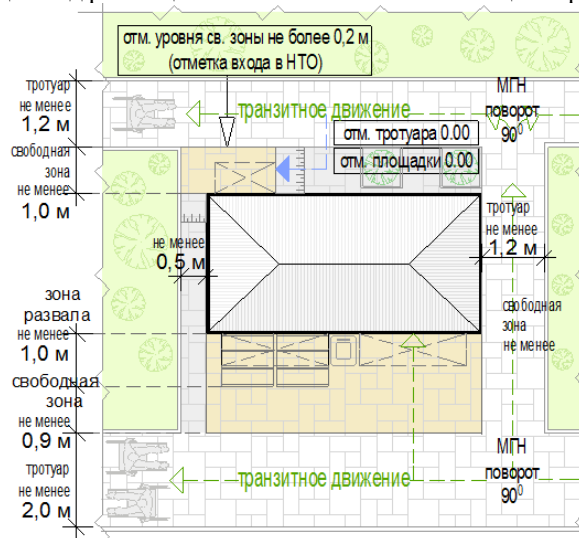 отм. уровня св. зоны не более 0,2 м
(отметка входа в НТО)
тротуар
не менее
1,2 м
транзитное движение
МГН
поворот
90⁰
отм. тротуара 0.00
отм. площадки 0.00
свободная
зона
не менее
1,0 м
не менее
0,5 м
тротуар
не менее
1,2 м
зона
развала
не менее
1,0 м
свободная
зона
не менее
свободная
зона
не менее
0,9 м
тротуар
не менее
2,0 м
транзитное движение
МГН
поворот
90⁰